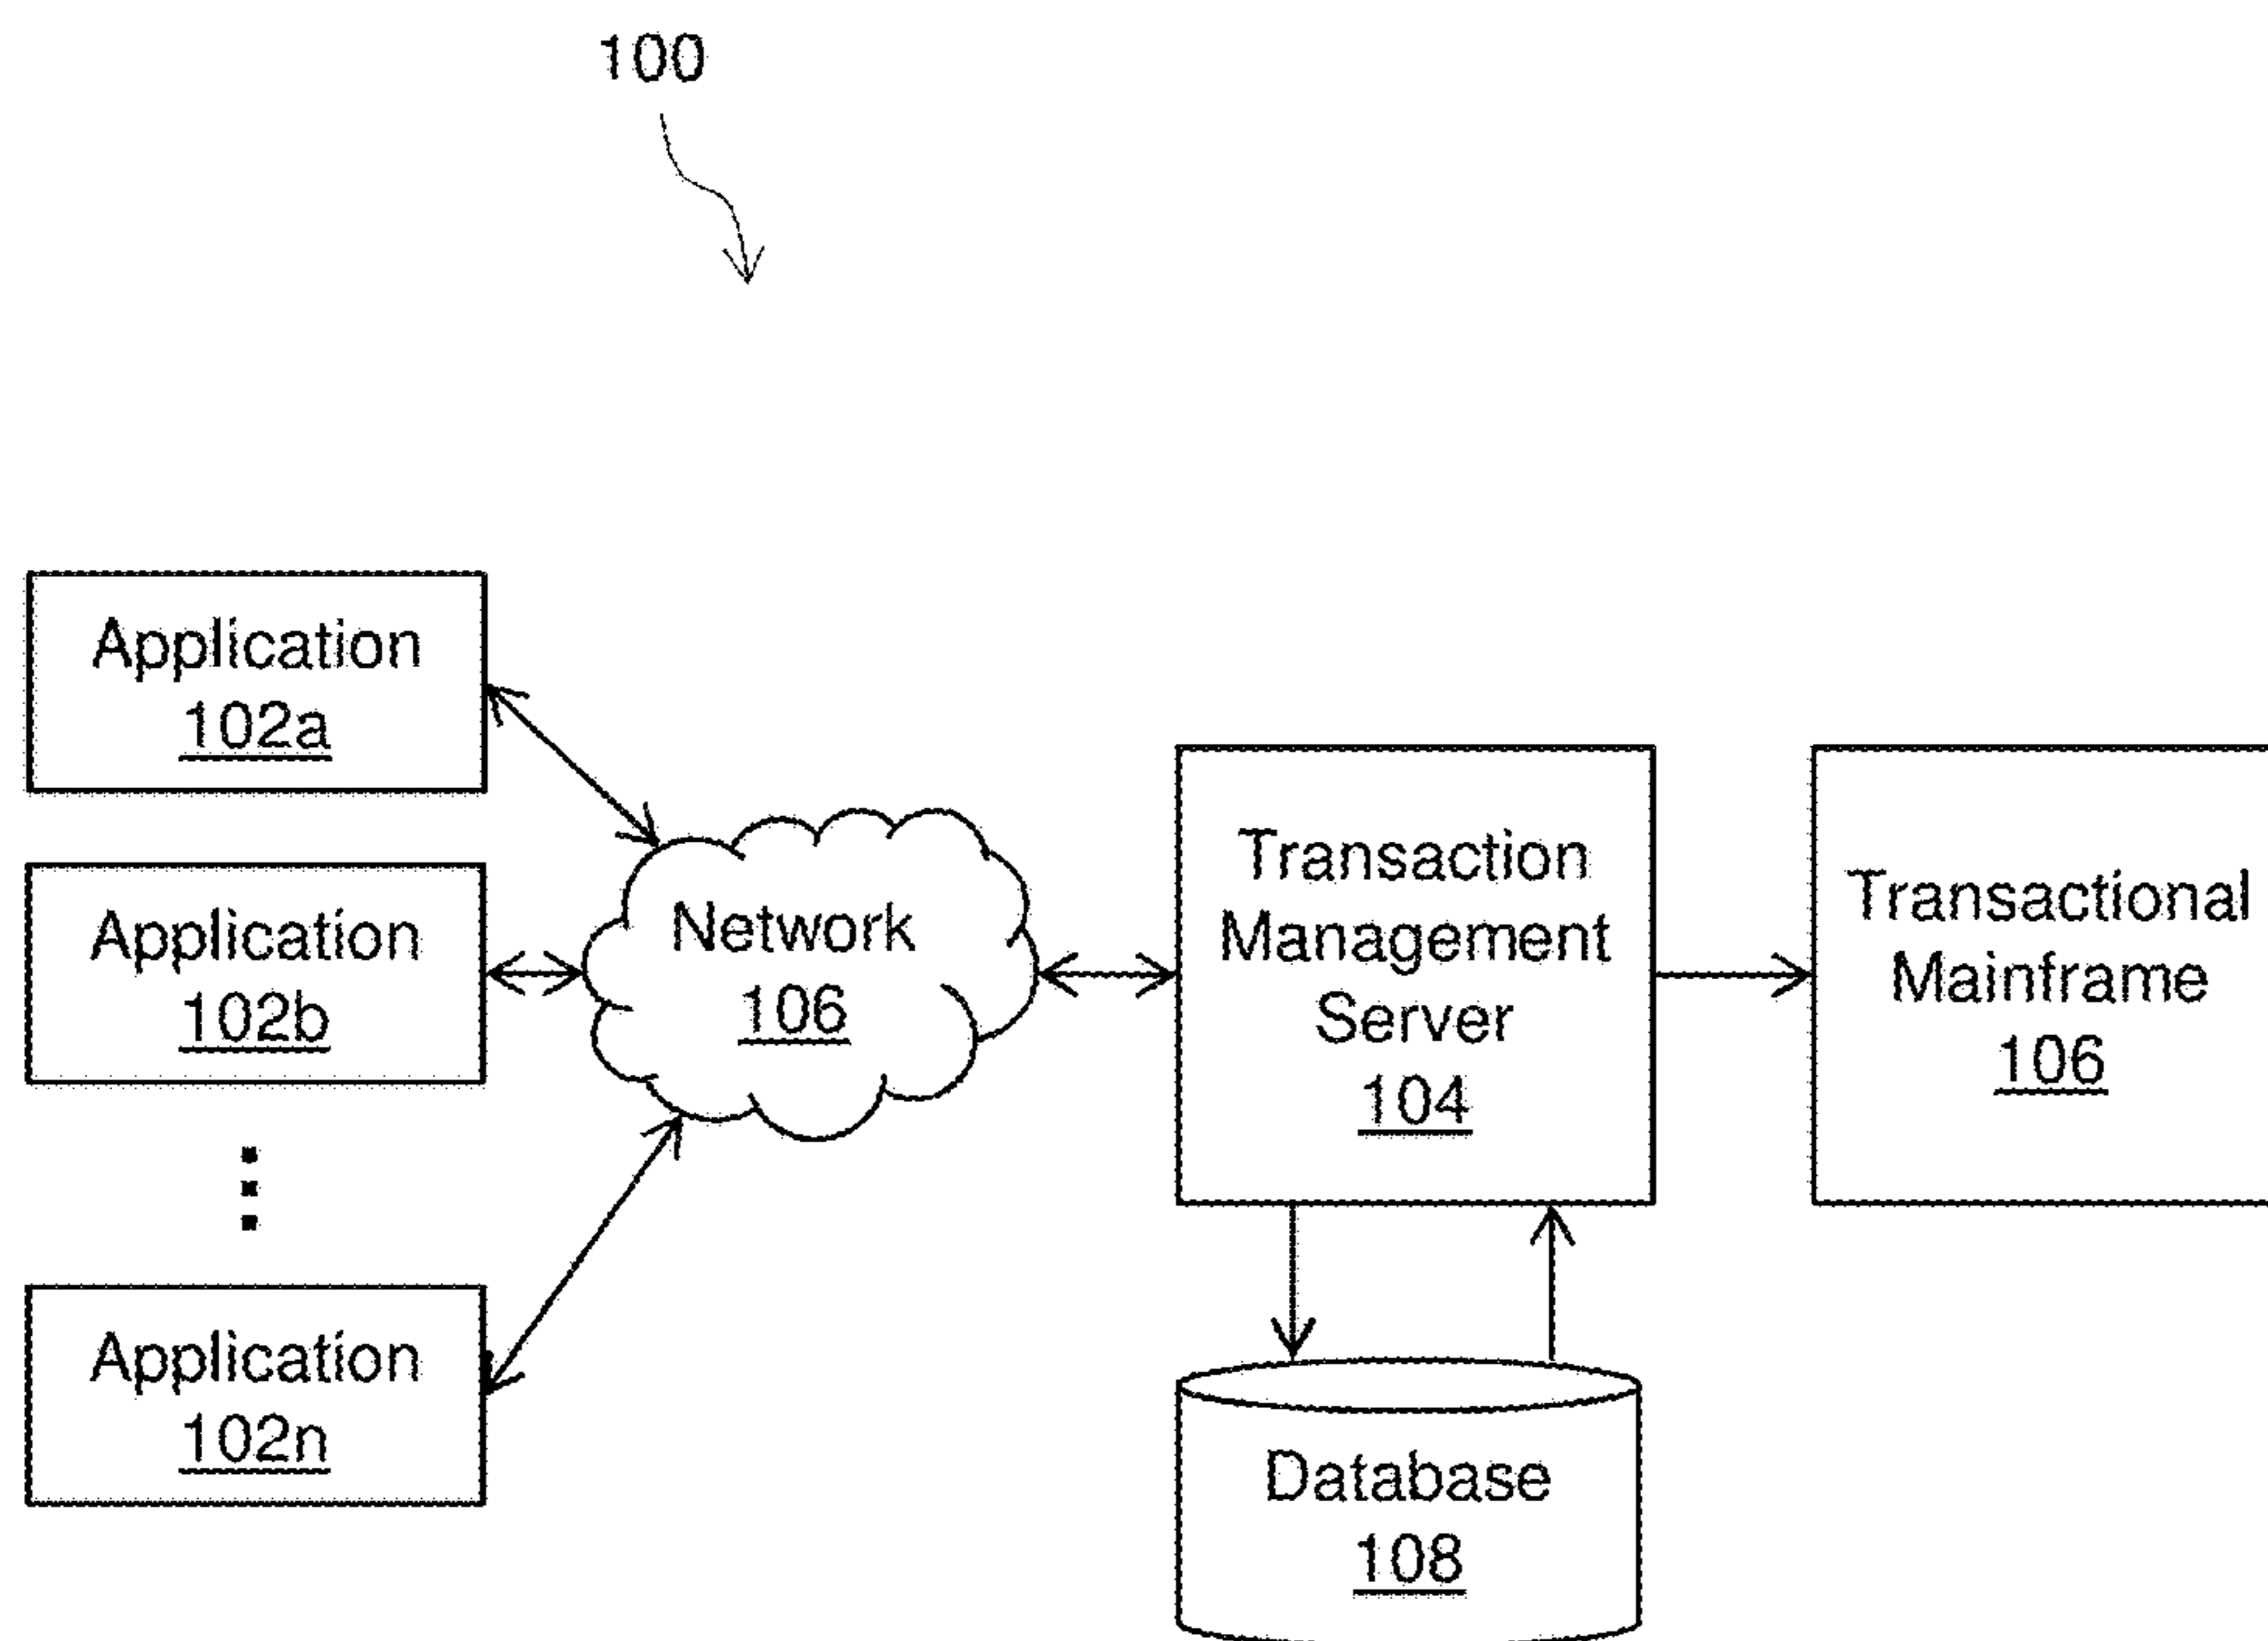 100
Application
102a
Application
102b
Application
102n
Network
106
Transaction
Management
Server
104
Transactional
Mainframe
106
Database
108